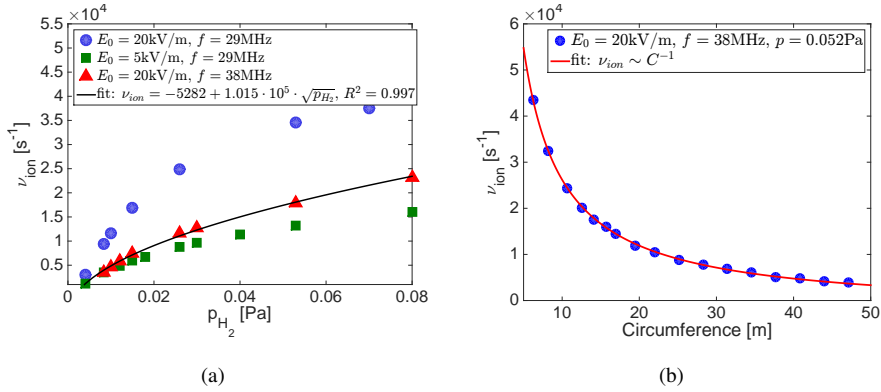 ×10⁴
5.5
5
4.5
4
3.5
3
2.5
2
1.5
1
0.5
0
0.02
0.04
0.06
0.08
ν_ion [s⁻¹]
p_H₂ [Pa]
E₀ = 20kV/m, f = 29MHz
E₀ = 5kV/m, f = 29MHz
E₀ = 20kV/m, f = 38MHz
fit: ν_ion = −5282 + 1.015 · 10⁵ · √p_H₂, R² = 0.997
(a)
×10⁴
6
5
4
3
2
1
0
10
20
30
40
50
ν_ion [s⁻¹]
Circumference [m]
E₀ = 20kV/m, f = 38MHz, p = 0.052Pa
fit: ν_ion ∼ C⁻¹
(b)